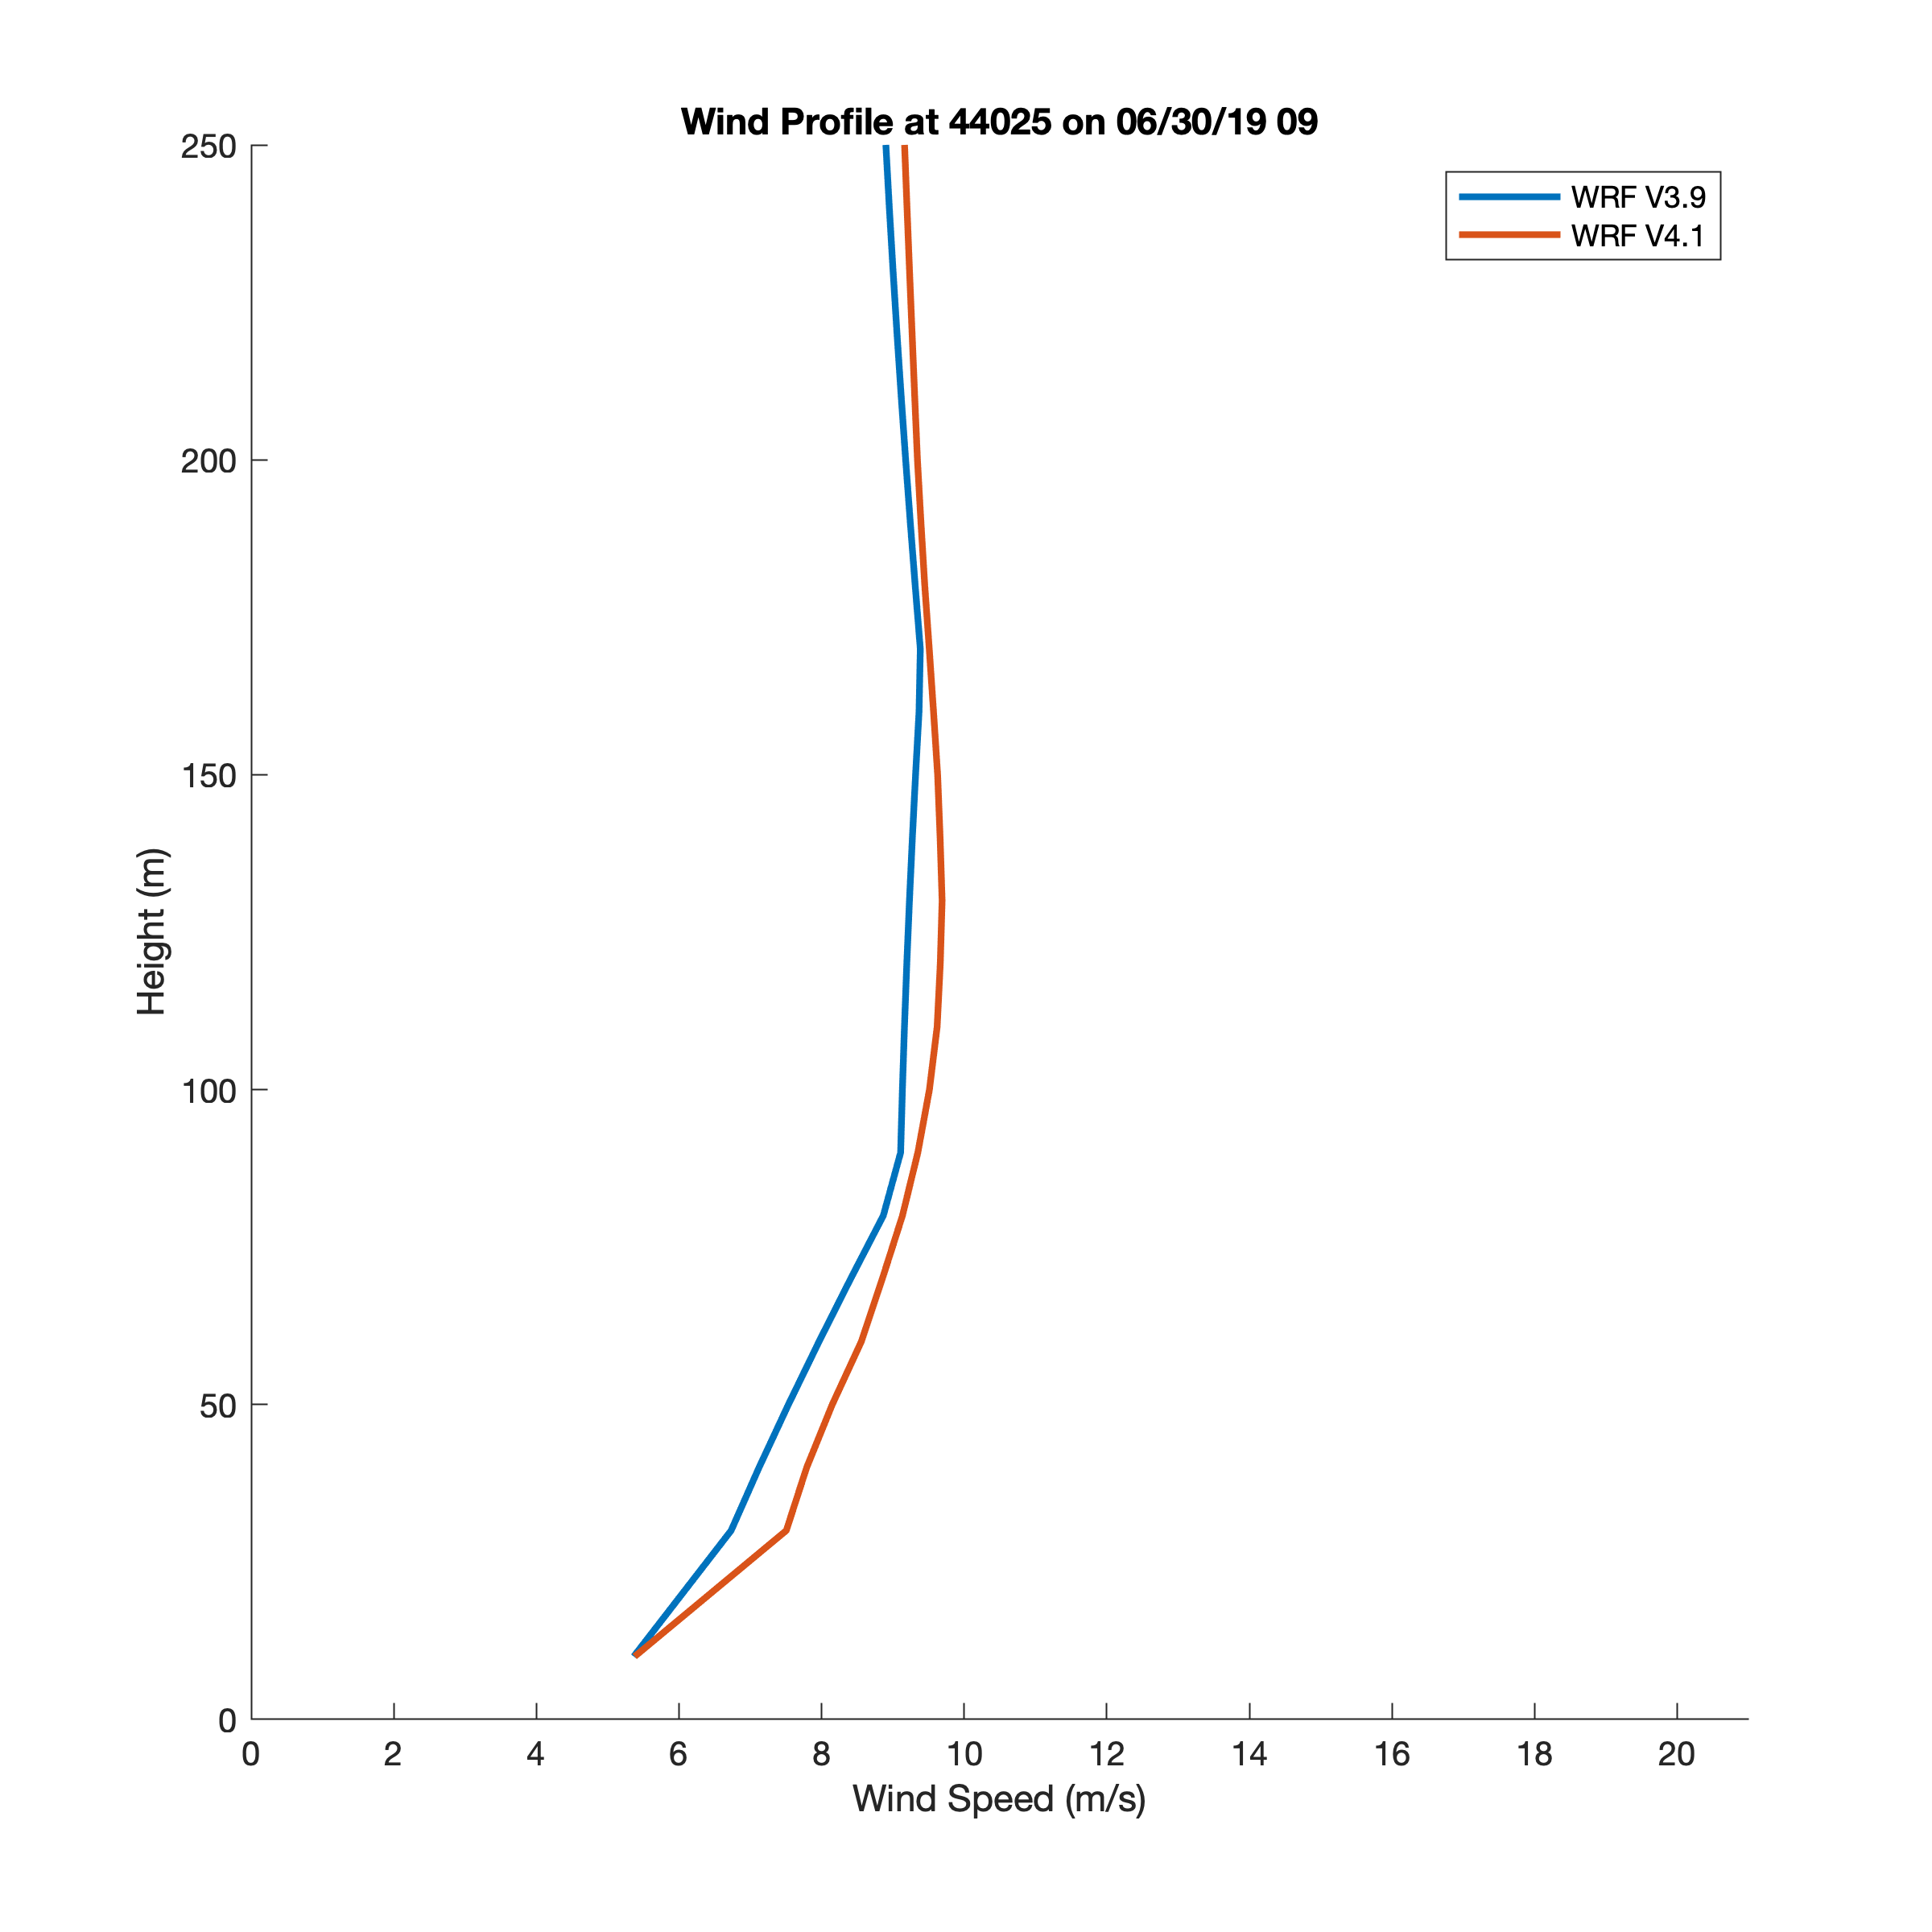 Wind Profile at 44025 on 06/30/19 09
WRF V3.9
WRF V4.1
250
200
150
100
50
0
Height (m)
0 2 4 6 8 10 12 14 16 18 20
Wind Speed (m/s)